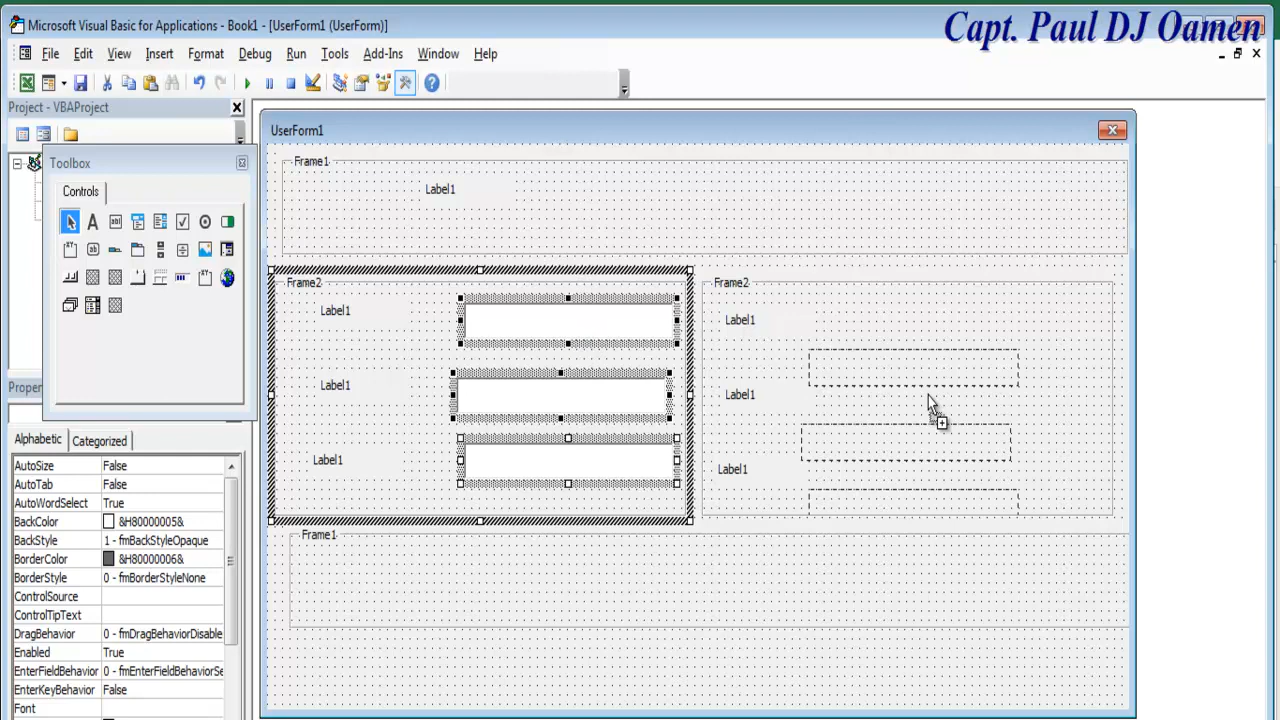 Microsoft Visual Basic for Applications - Book1 - [UserForm1 (UserForm)]
Capt. Paul DJ Oamen
File Edit View Insert Format Debug Run Tools Add-Ins Window Help
Project - VBAProject
Toolbox
Controls
Proper
Alphabetic Categorized
AutoSize False
AutoTab False
AutoWordSelect True
BackColor &H80000005&
BackStyle 1 - fmBackStyleOpaque
BorderColor &H80000006&
BorderStyle 0 - fmBorderStyleNone
ControlSource
ControlTipText
DragBehavior 0 - fmDragBehaviorDisable
Enabled True
EnterFieldBehavior 0 - fmEnterFieldBehaviorSe
EnterKeyBehavior False
Font
UserForm1
Frame1
Label1
Frame2
Label1
Label1
Label1
Frame2
Label1
Label1
Label1
Frame1